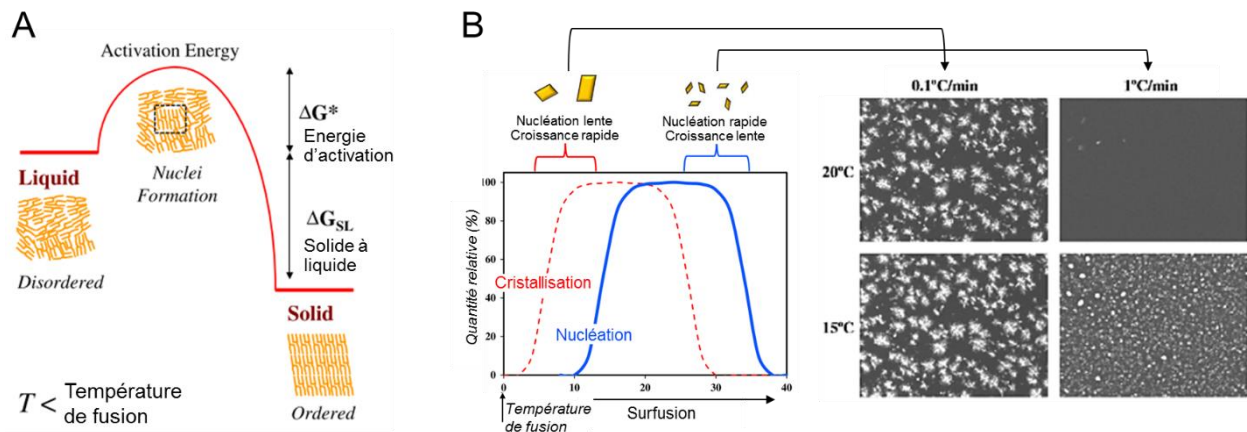 A
Activation Energy
ΔG*
Energie
d'activation
Liquid
Nuclei
Formation
ΔG_SL
Solide à
liquide
Disordered
Solid
T < Température
de fusion
Ordered
B
Nucléation lente
Croissance rapide
Nucléation rapide
Croissance lente
Quantité relative (%)
100
80
60
40
20
0
Cristallisation
Nucléation
0
10
20
30
40
Température
de fusion
Surfusion
0.1ºC/min
1ºC/min
20ºC
15ºC